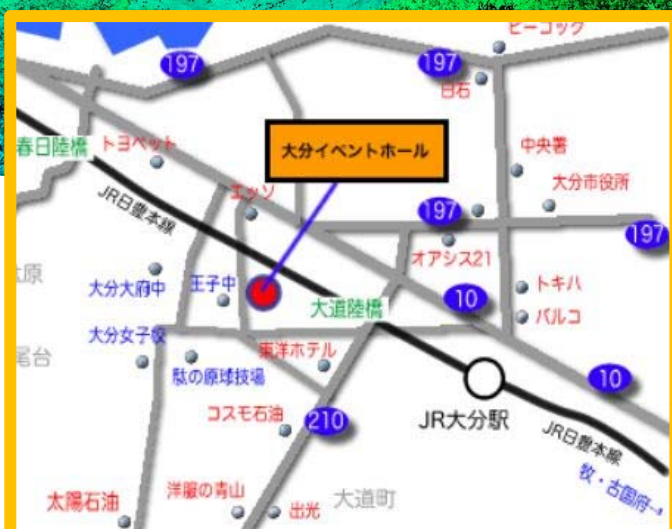 ピーコック
197
197
白石
春日陸橋
トヨペット
大分イベントホール
中央署
大分市役所
エッソ
JR日豊本線
197
197
オアシス21
大分大府中
王子中
大道陸橋
10
トキハ
パルコ
大分女子校
尾台
東洋ホテル
駄の原球技場
10
コスモ石油
210
JR大分駅
JR日豊本線
牧・古国府→
太陽石油
洋服の青山
出光
大道町